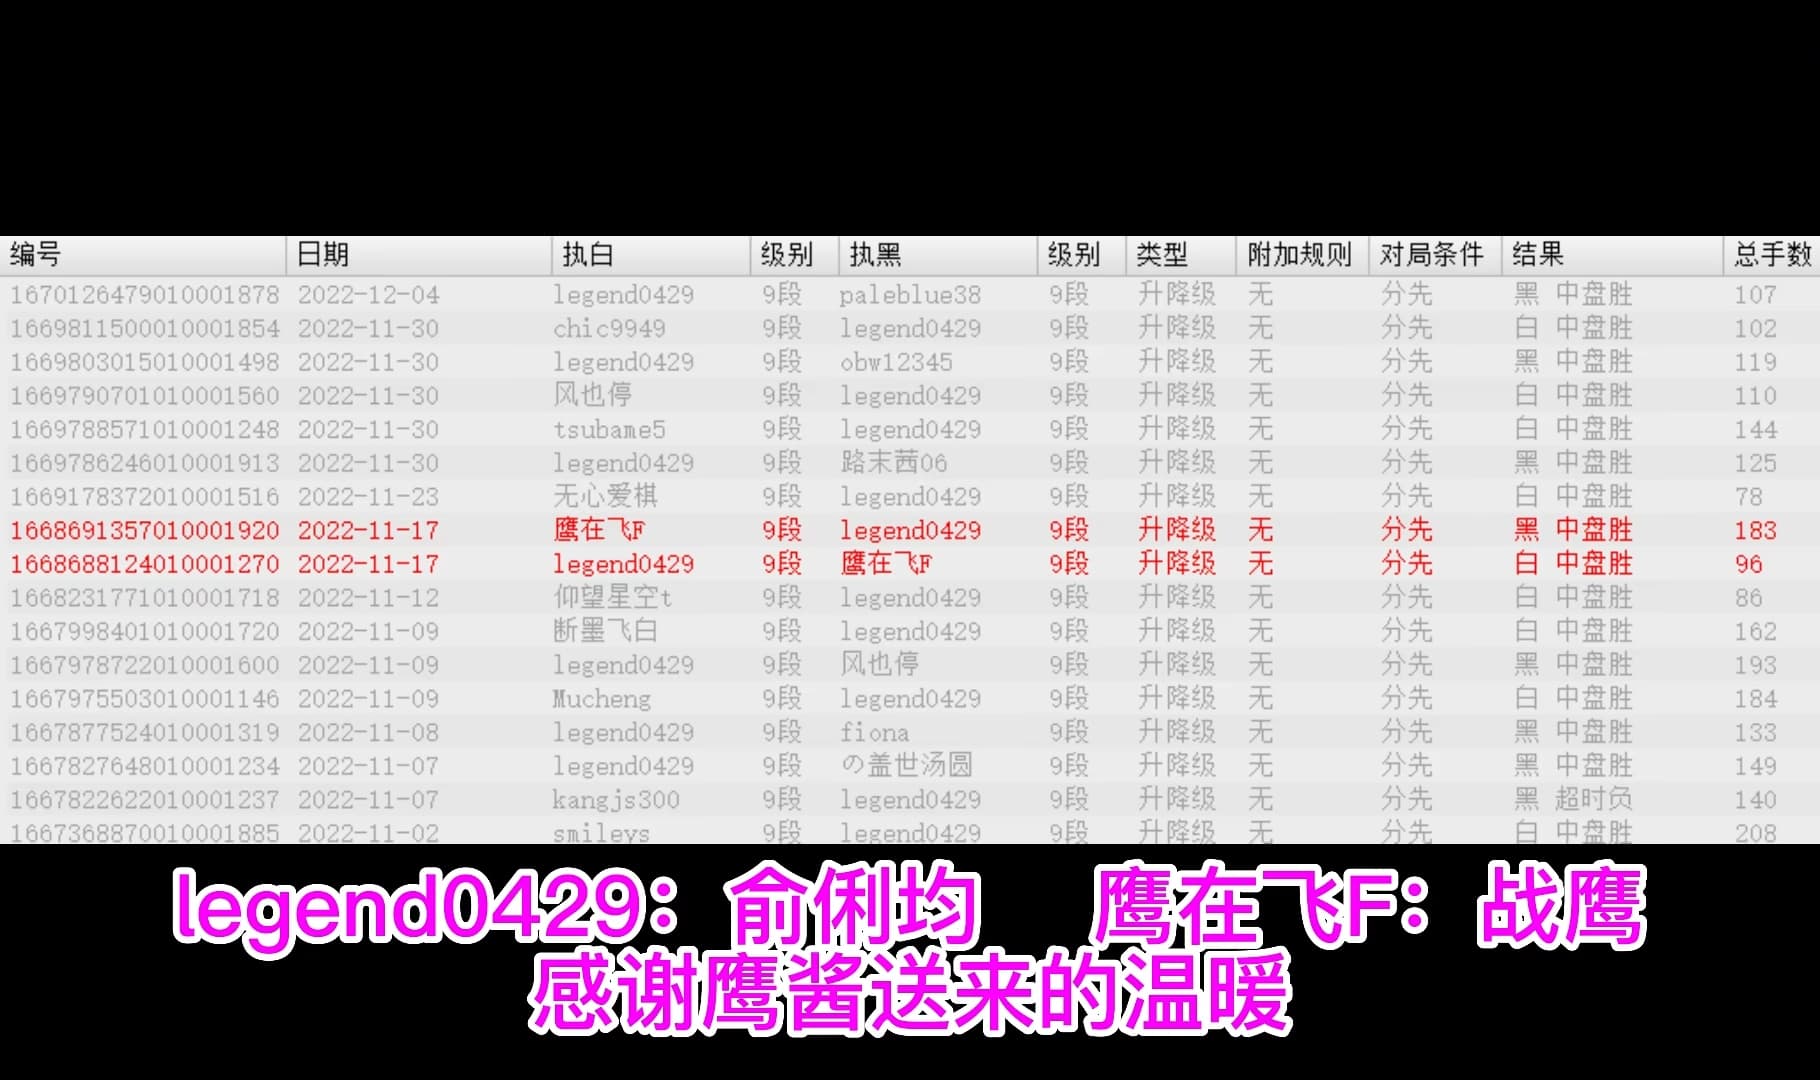 编号 日期 执白 级别 执黑 级别 类型 附加规则 对局条件 结果 总手数
1670126479010001878 2022-12-04 legend0429 9段 paleblue38 9段 升降级 无 分先 黑 中盘胜 107
1669811500010001854 2022-11-30 chic9949 9段 legend0429 9段 升降级 无 分先 白 中盘胜 102
1669803015010001498 2022-11-30 legend0429 9段 obw12345 9段 升降级 无 分先 黑 中盘胜 119
1669790701010001560 2022-11-30 风也停 9段 legend0429 9段 升降级 无 分先 白 中盘胜 110
1669788571010001248 2022-11-30 tsubame5 9段 legend0429 9段 升降级 无 分先 白 中盘胜 144
1669786246010001913 2022-11-30 legend0429 9段 路末茜06 9段 升降级 无 分先 黑 中盘胜 125
1669178372010001516 2022-11-23 无心爱棋 9段 legend0429 9段 升降级 无 分先 白 中盘胜 78
1668691357010001920 2022-11-17 鹰在飞F 9段 legend0429 9段 升降级 无 分先 黑 中盘胜 183
1668688124010001270 2022-11-17 legend0429 9段 鹰在飞F 9段 升降级 无 分先 白 中盘胜 96
1668231771010001718 2022-11-12 仰望星空t 9段 legend0429 9段 升降级 无 分先 白 中盘胜 86
1667998401010001720 2022-11-09 断墨飞白 9段 legend0429 9段 升降级 无 分先 白 中盘胜 162
1667978722010001600 2022-11-09 legend0429 9段 风也停 9段 升降级 无 分先 黑 中盘胜 193
1667975503010001146 2022-11-09 Mucheng 9段 legend0429 9段 升降级 无 分先 白 中盘胜 184
1667877524010001319 2022-11-08 legend0429 9段 fiona 9段 升降级 无 分先 黑 中盘胜 133
1667827648010001234 2022-11-07 legend0429 9段 の盖世汤圆 9段 升降级 无 分先 黑 中盘胜 149
1667822622010001237 2022-11-07 kangjs300 9段 legend0429 9段 升降级 无 分先 黑 超时负 140
1667368870010001885 2022-11-02 smileys 9段 legend0429 9段 升降级 无 分先 白 中盘胜 208
legend0429：俞俐均 鹰在飞F：战鹰
感谢鹰酱送来的温暖